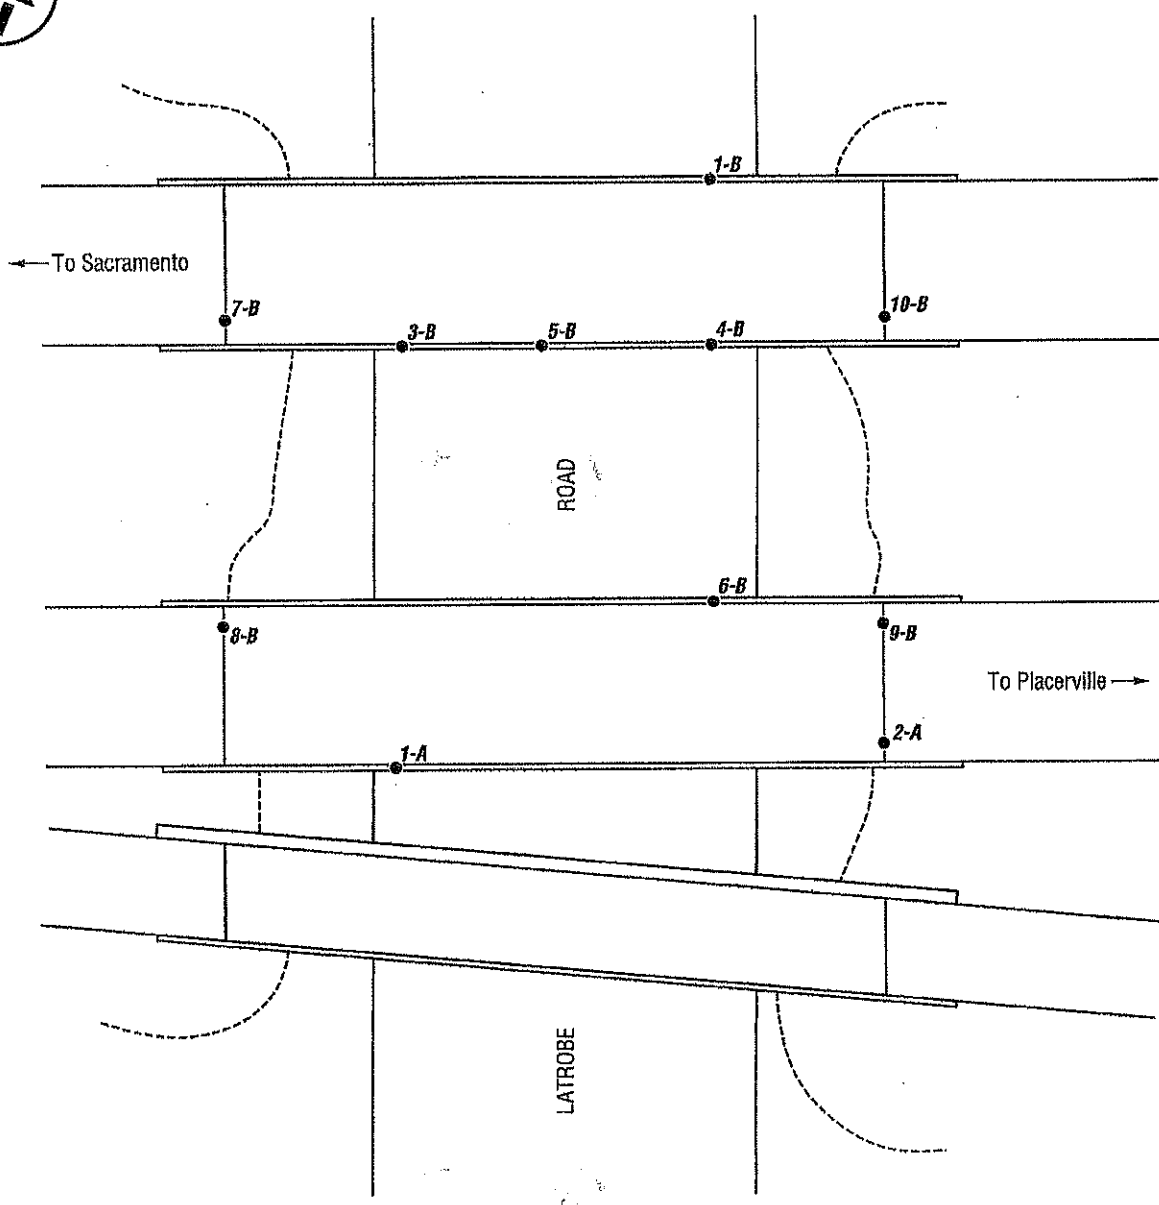 1-B
To Sacramento
7-B
10-B
3-B
5-B
4-B
ROAD
6-B
8-B
9-B
To Placerville
2-A
1-A
LATROBE